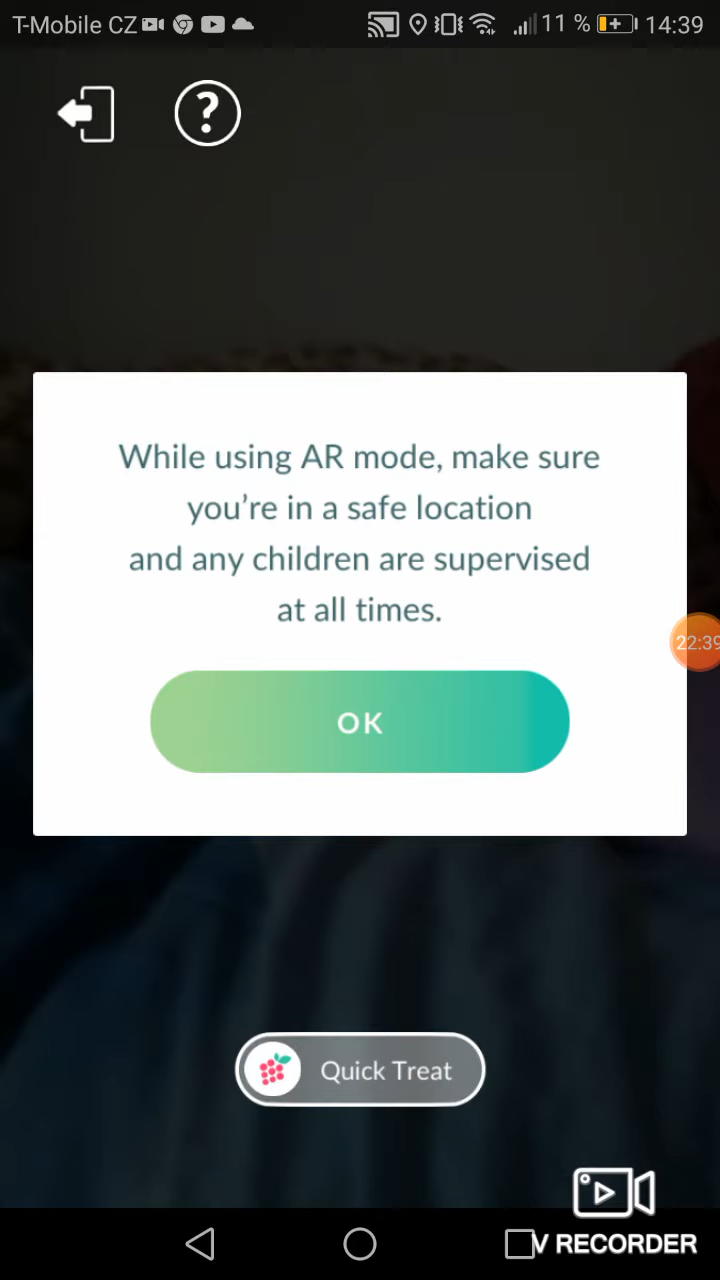 T-Mobile CZ 11 % 14:39
?
While using AR mode, make sure
you're in a safe location
and any children are supervised
at all times.
22:39
OK
Quick Treat
V RECORDER